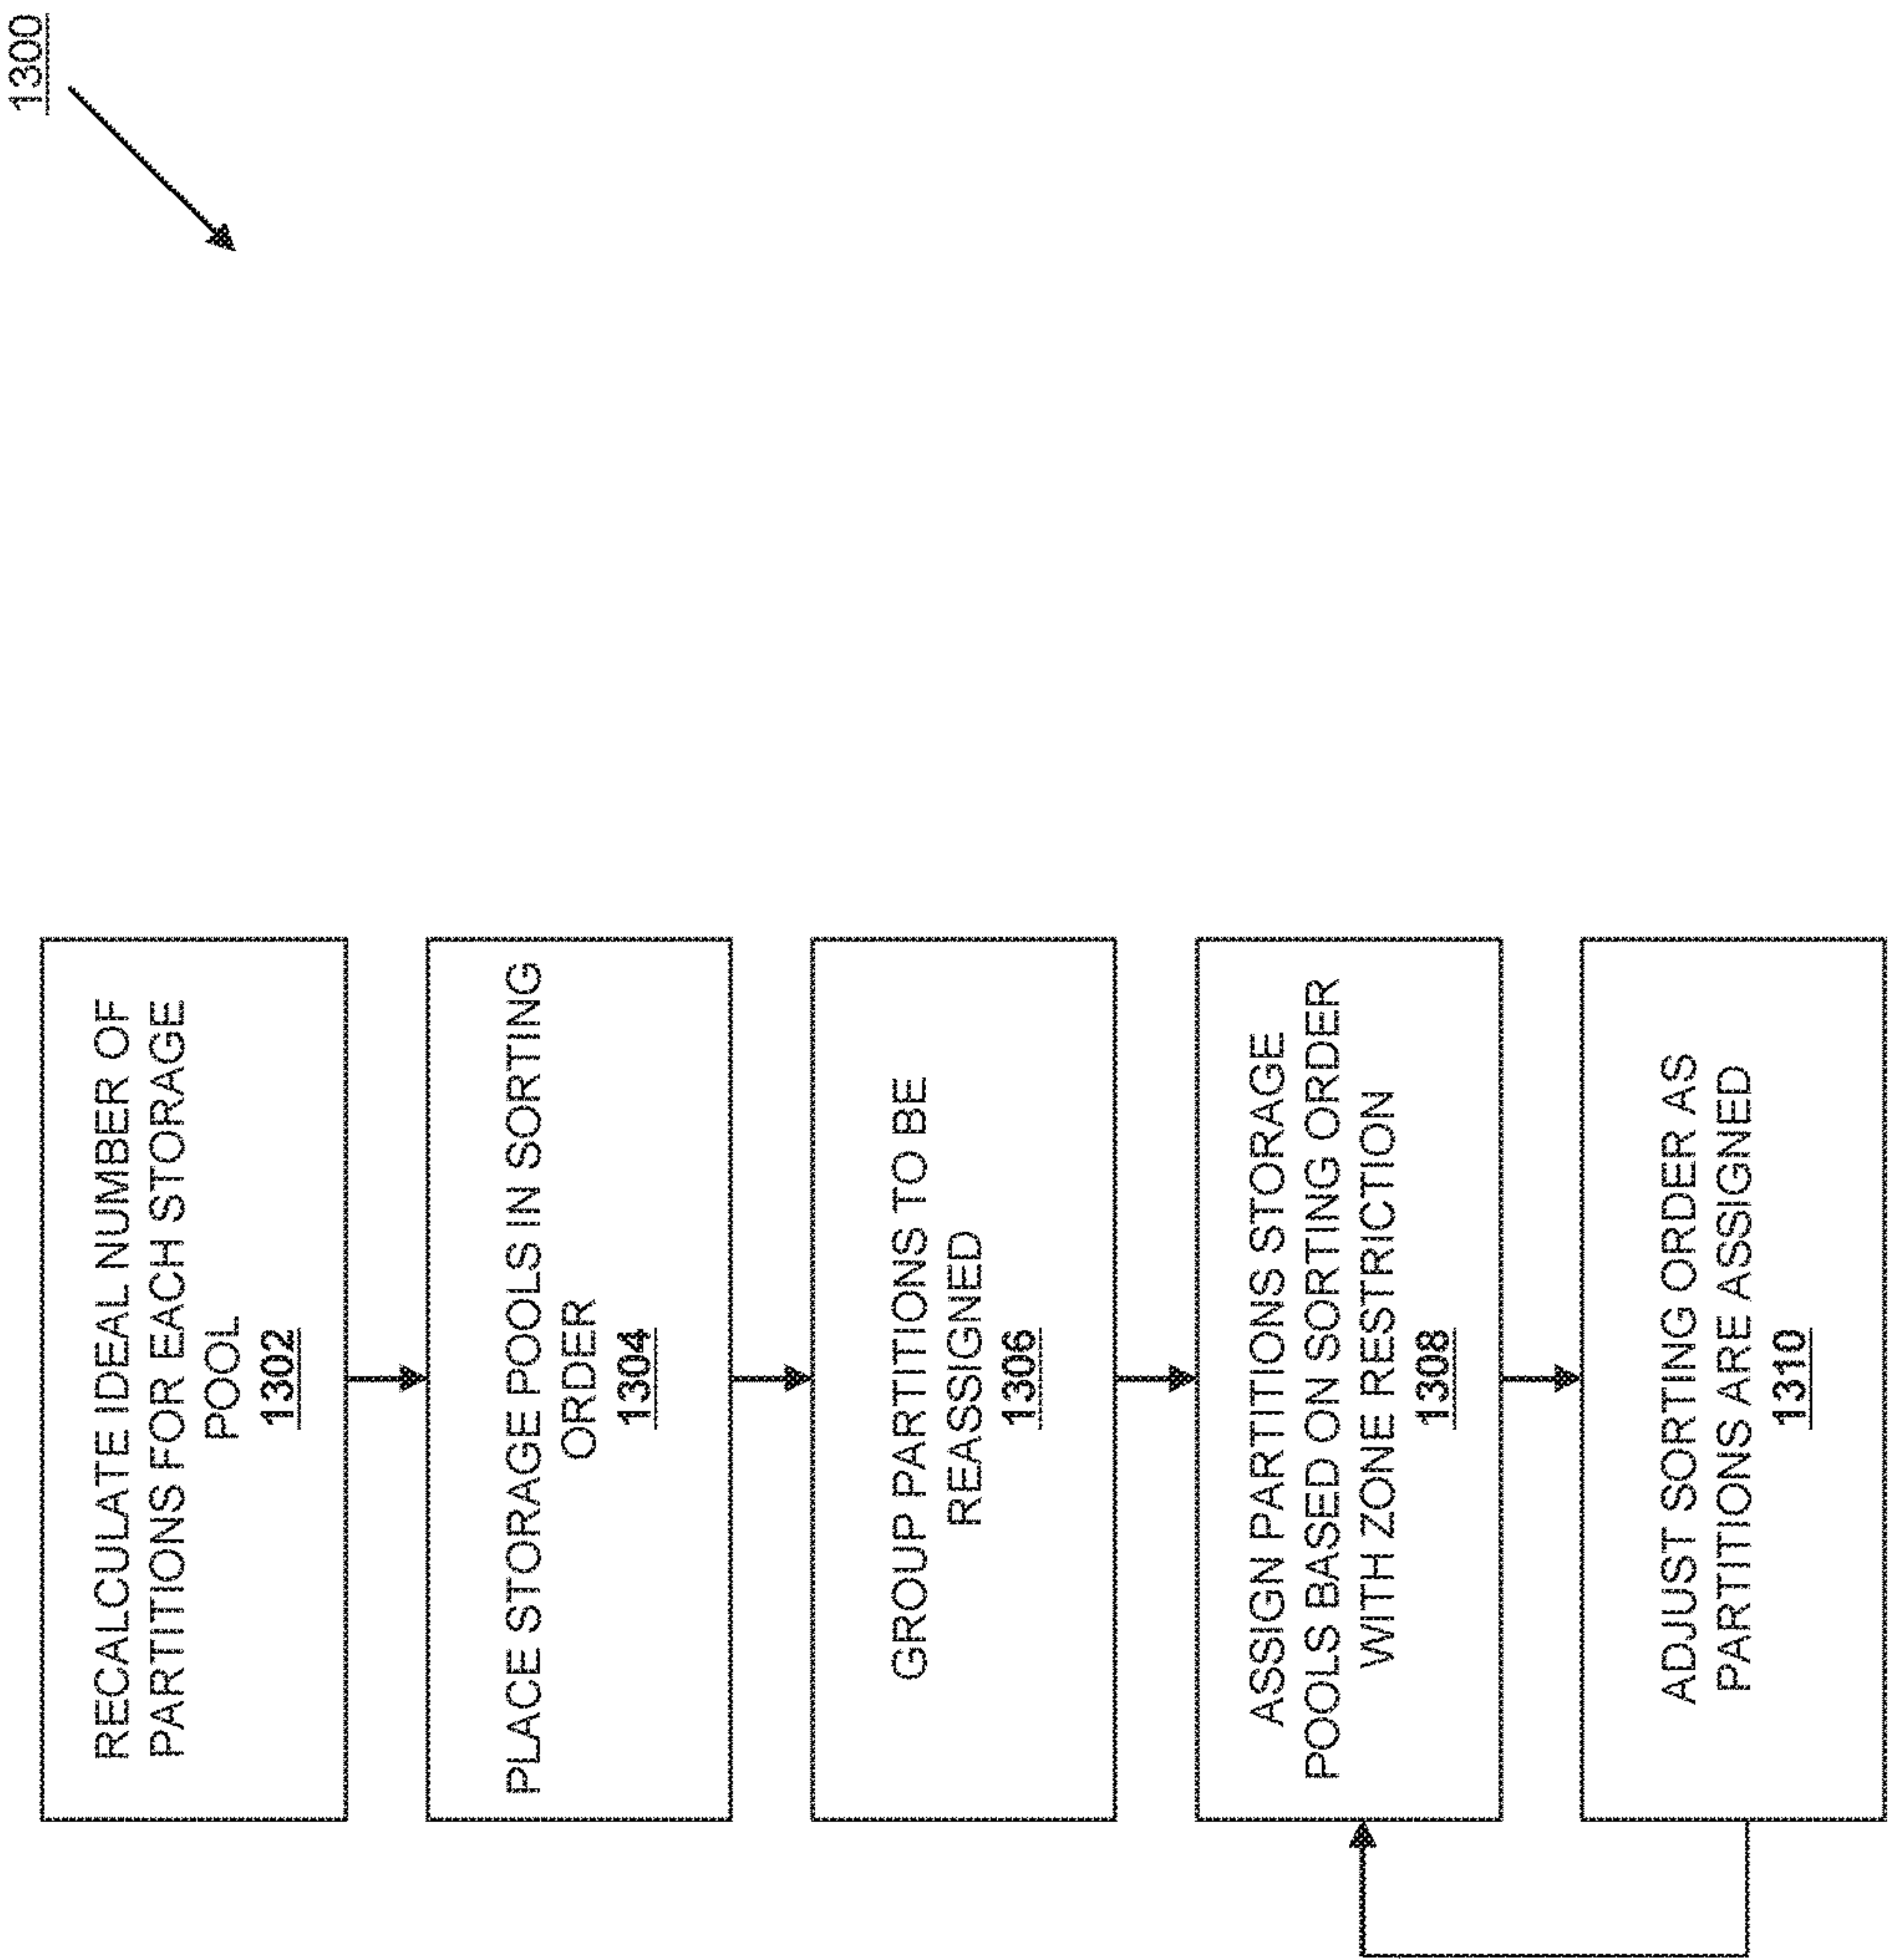 1300
RECALCULATE IDEAL NUMBER OF
PARTITIONS FOR EACH STORAGE
POOL
1302
PLACE STORAGE POOLS IN SORTING
ORDER
1304
GROUP PARTITIONS TO BE
REASSIGNED
1306
ASSIGN PARTITIONS STORAGE
POOLS BASED ON SORTING ORDER
WITH ZONE RESTRICTION
1308
ADJUST SORTING ORDER AS
PARTITIONS ARE ASSIGNED
1310